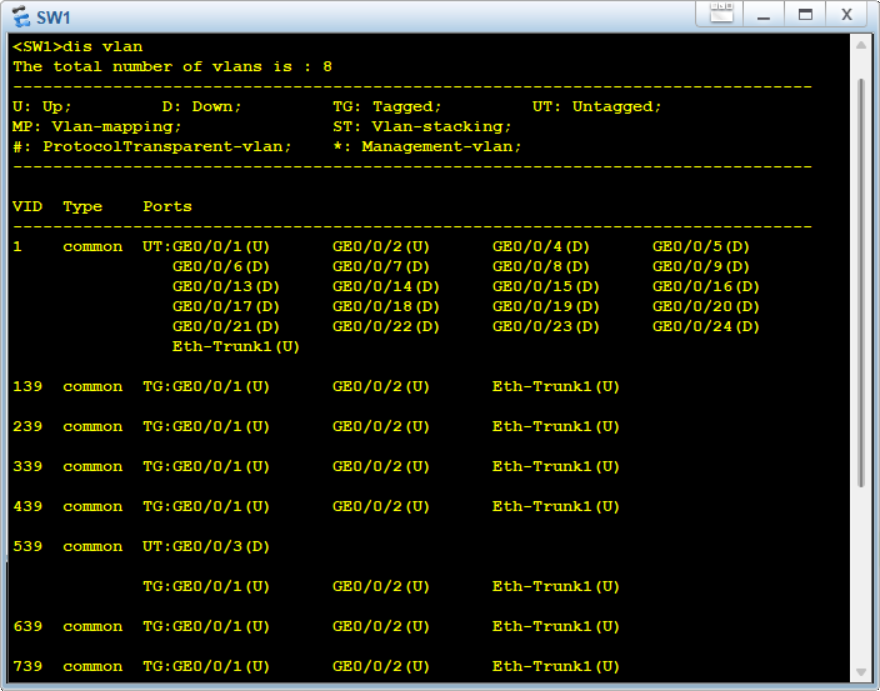 SW1
<SW1>dis vlan
The total number of vlans is : 8
--------------------------------------------------------------------------------
U: Up;         D: Down;         TG: Tagged;         UT: Untagged;
MP: Vlan-mapping;               ST: Vlan-stacking;
#: ProtocolTransparent-vlan;    *: Management-vlan;
--------------------------------------------------------------------------------
VID  Type    Ports
--------------------------------------------------------------------------------
1    common  UT:GE0/0/1(U)      GE0/0/2(U)      GE0/0/4(D)      GE0/0/5(D)
                GE0/0/6(D)      GE0/0/7(D)      GE0/0/8(D)      GE0/0/9(D)
                GE0/0/13(D)     GE0/0/14(D)     GE0/0/15(D)     GE0/0/16(D)
                GE0/0/17(D)     GE0/0/18(D)     GE0/0/19(D)     GE0/0/20(D)
                GE0/0/21(D)     GE0/0/22(D)     GE0/0/23(D)     GE0/0/24(D)
                Eth-Trunk1(U)
139  common  TG:GE0/0/1(U)      GE0/0/2(U)      Eth-Trunk1(U)
239  common  TG:GE0/0/1(U)      GE0/0/2(U)      Eth-Trunk1(U)
339  common  TG:GE0/0/1(U)      GE0/0/2(U)      Eth-Trunk1(U)
439  common  TG:GE0/0/1(U)      GE0/0/2(U)      Eth-Trunk1(U)
539  common  UT:GE0/0/3(D)
             TG:GE0/0/1(U)      GE0/0/2(U)      Eth-Trunk1(U)
639  common  TG:GE0/0/1(U)      GE0/0/2(U)      Eth-Trunk1(U)
739  common  TG:GE0/0/1(U)      GE0/0/2(U)      Eth-Trunk1(U)